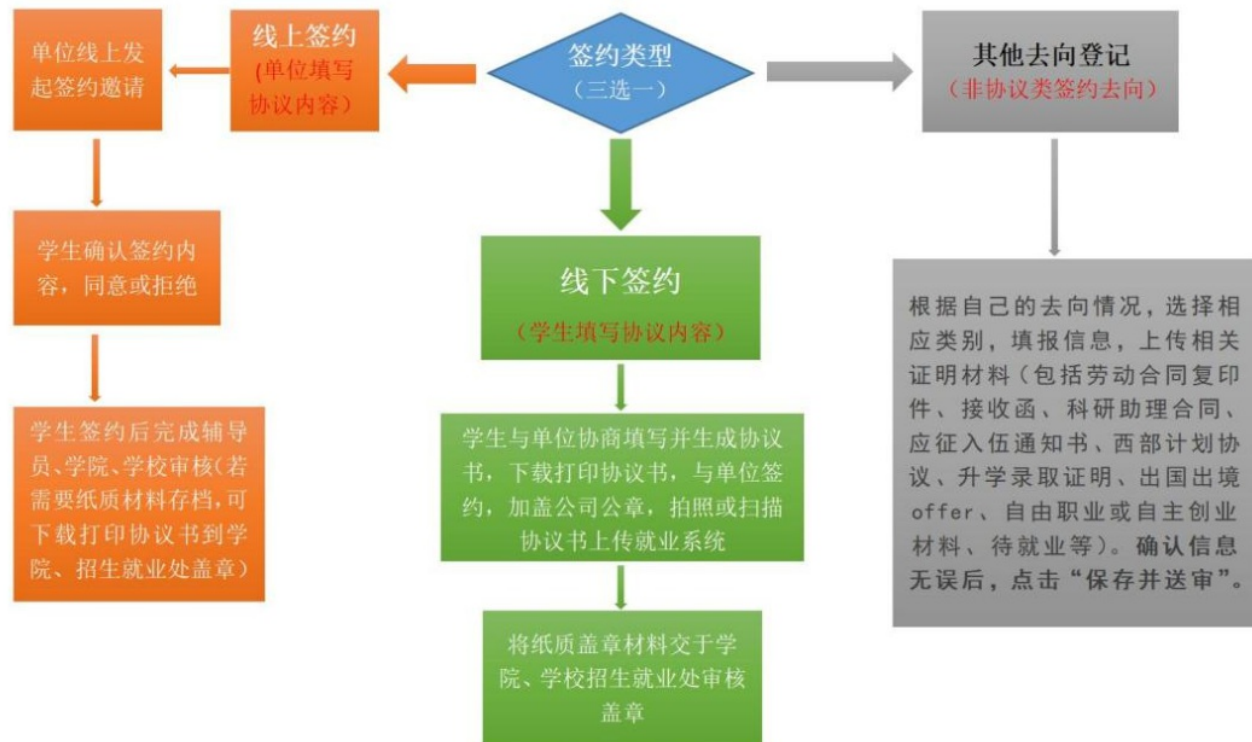 签约类型
（三选一）
线上签约
(单位填写
协议内容）
单位线上发
起签约邀请
学生确认签约内
容，同意或拒绝
学生签约后完成辅导
员、学院、学校审核(若
需要纸质材料存档，可
下载打印协议书到学
院、招生就业处盖章）
线下签约
（学生填写协议内容）
学生与单位协商填写并生成协议
书，下载打印协议书，与单位签
约，加盖公司公章，拍照或扫描
协议书上传就业系统
将纸质盖章材料交于学
院、学校招生就业处审核
盖章
其他去向登记
（非协议类签约去向）
根据自己的去向情况，选择相
应类别，填报信息，上传相关
证明材料（包括劳动合同复印
件、接收函、科研助理合同、
应征入伍通知书、西部计划协
议、升学录取证明、出国出境
offer、自由职业或自主创业
材料、待就业等）。确认信息
无误后，点击“保存并送审”。